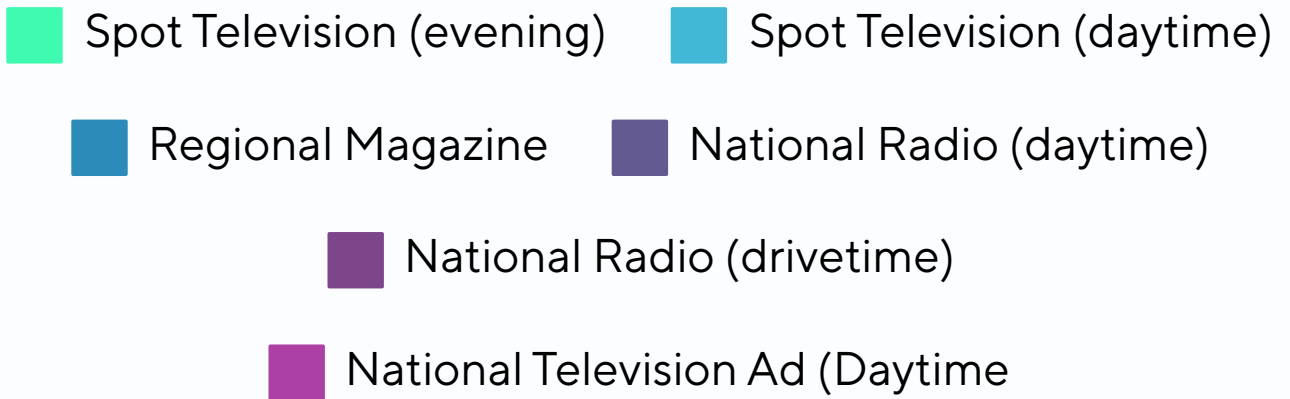 Spot Television (evening) Spot Television (daytime)
Regional Magazine National Radio (daytime)
National Radio (drivetime)
National Television Ad (Daytime